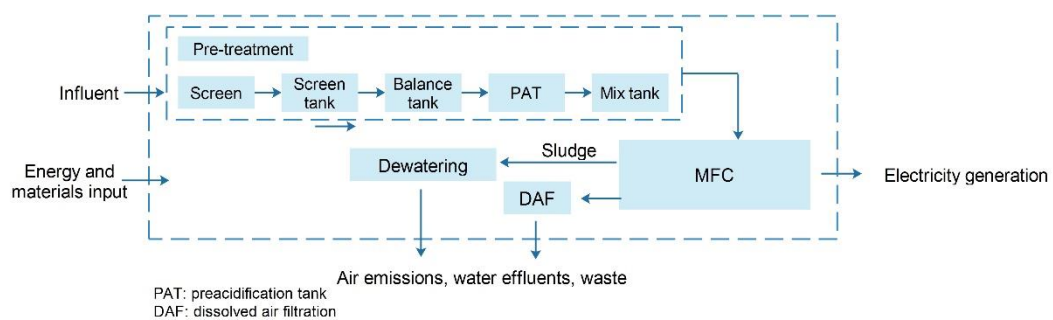 Pre-treatment
Influent
Screen
Screen
tank
Balance
tank
PAT
Mix tank
Energy and
materials input
Dewatering
Sludge
DAF
MFC
Electricity generation
Air emissions, water effluents, waste
PAT: preacidification tank
DAF: dissolved air filtration